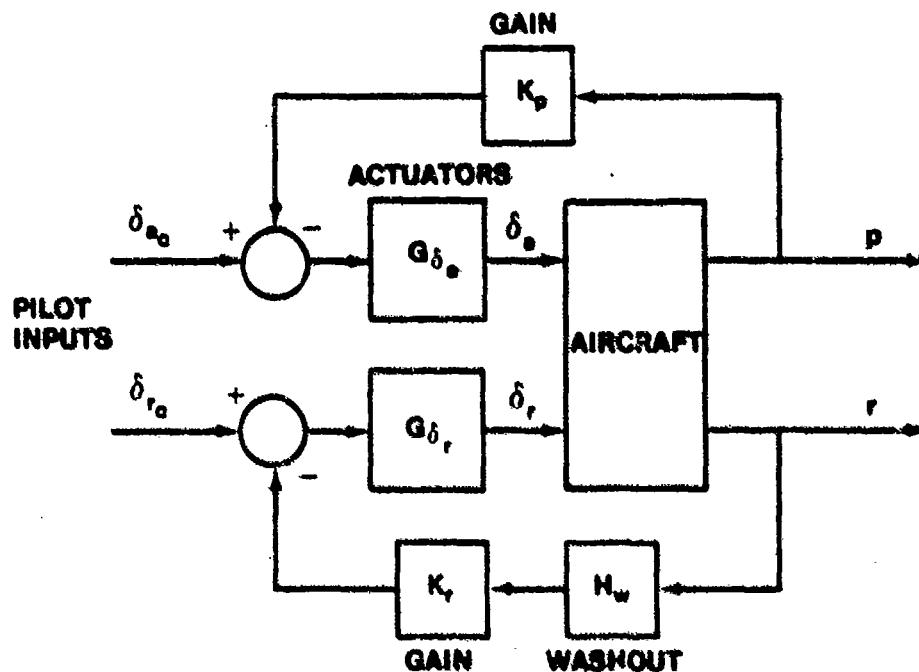 GAIN
Kp
ACTUATORS
δac
+
−
Gδa
δa
p
PILOT
INPUTS
AIRCRAFT
δrc
+
−
Gδr
δr
r
Kr
Hw
GAIN
WASHOUT